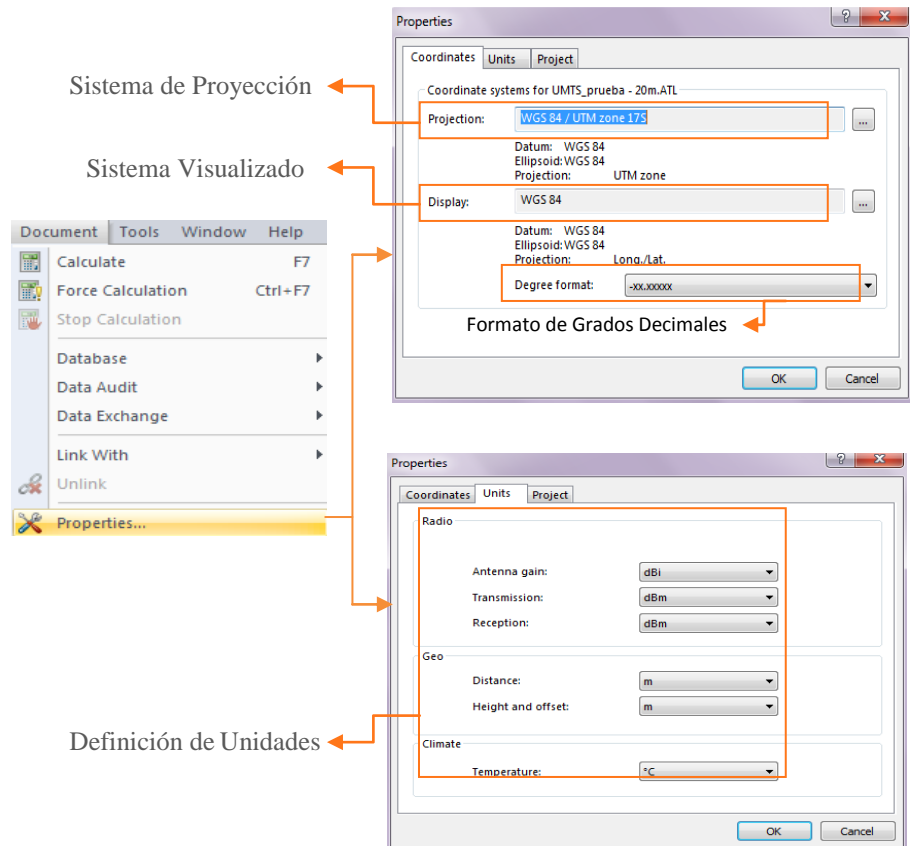 Properties
Coordinates Units Project
Coordinate systems for UMTS_prueba - 20m.ATL
Projection: WGS 84 / UTM zone 17S ...
Datum: WGS 84
Ellipsoid: WGS 84
Projection: UTM zone
Display: WGS 84 ...
Datum: WGS 84
Ellipsoid: WGS 84
Projection: Long./Lat.
Degree format: -xx.xxxxx
Formato de Grados Decimales
OK Cancel
Sistema de Proyección
Sistema Visualizado
Document Tools Window Help
Calculate F7
Force Calculation Ctrl+F7
Stop Calculation
Database
Data Audit
Data Exchange
Link With
Unlink
Properties...
Properties
Coordinates Units Project
Radio
Antenna gain: dBi
Transmission: dBm
Reception: dBm
Geo
Distance: m
Height and offset: m
Climate
Temperature: °C
OK Cancel
Definición de Unidades